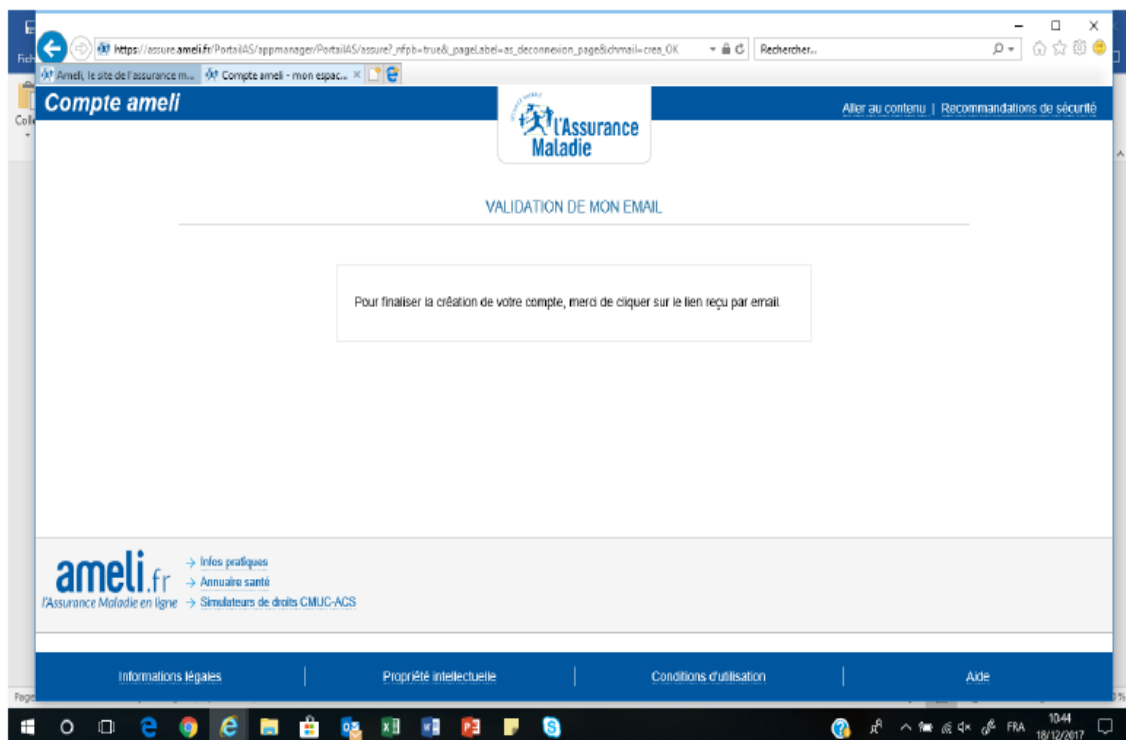 https://assure.ameli.fr/PortailAS/appmanager/PortailAS/assure?_nfpb=true&_pageLabel=as_deconnexion_page&chmail=crea_OK
Rechercher...
Ameli, le site de l'assurance m...
Compte ameli - mon espac...
Compte ameli
l'Assurance
Maladie
Aller au contenu | Recommandations de sécurité
VALIDATION DE MON EMAIL
Pour finaliser la création de votre compte, merci de cliquer sur le lien reçu par email.
ameli.fr
l'Assurance Maladie en ligne
→ Infos pratiques
→ Annuaire santé
→ Simulateurs de droits CMUC-ACS
Informations légales | Propriété intellectuelle | Conditions d'utilisation | Aide
Page
FRA
10:44
18/12/2017